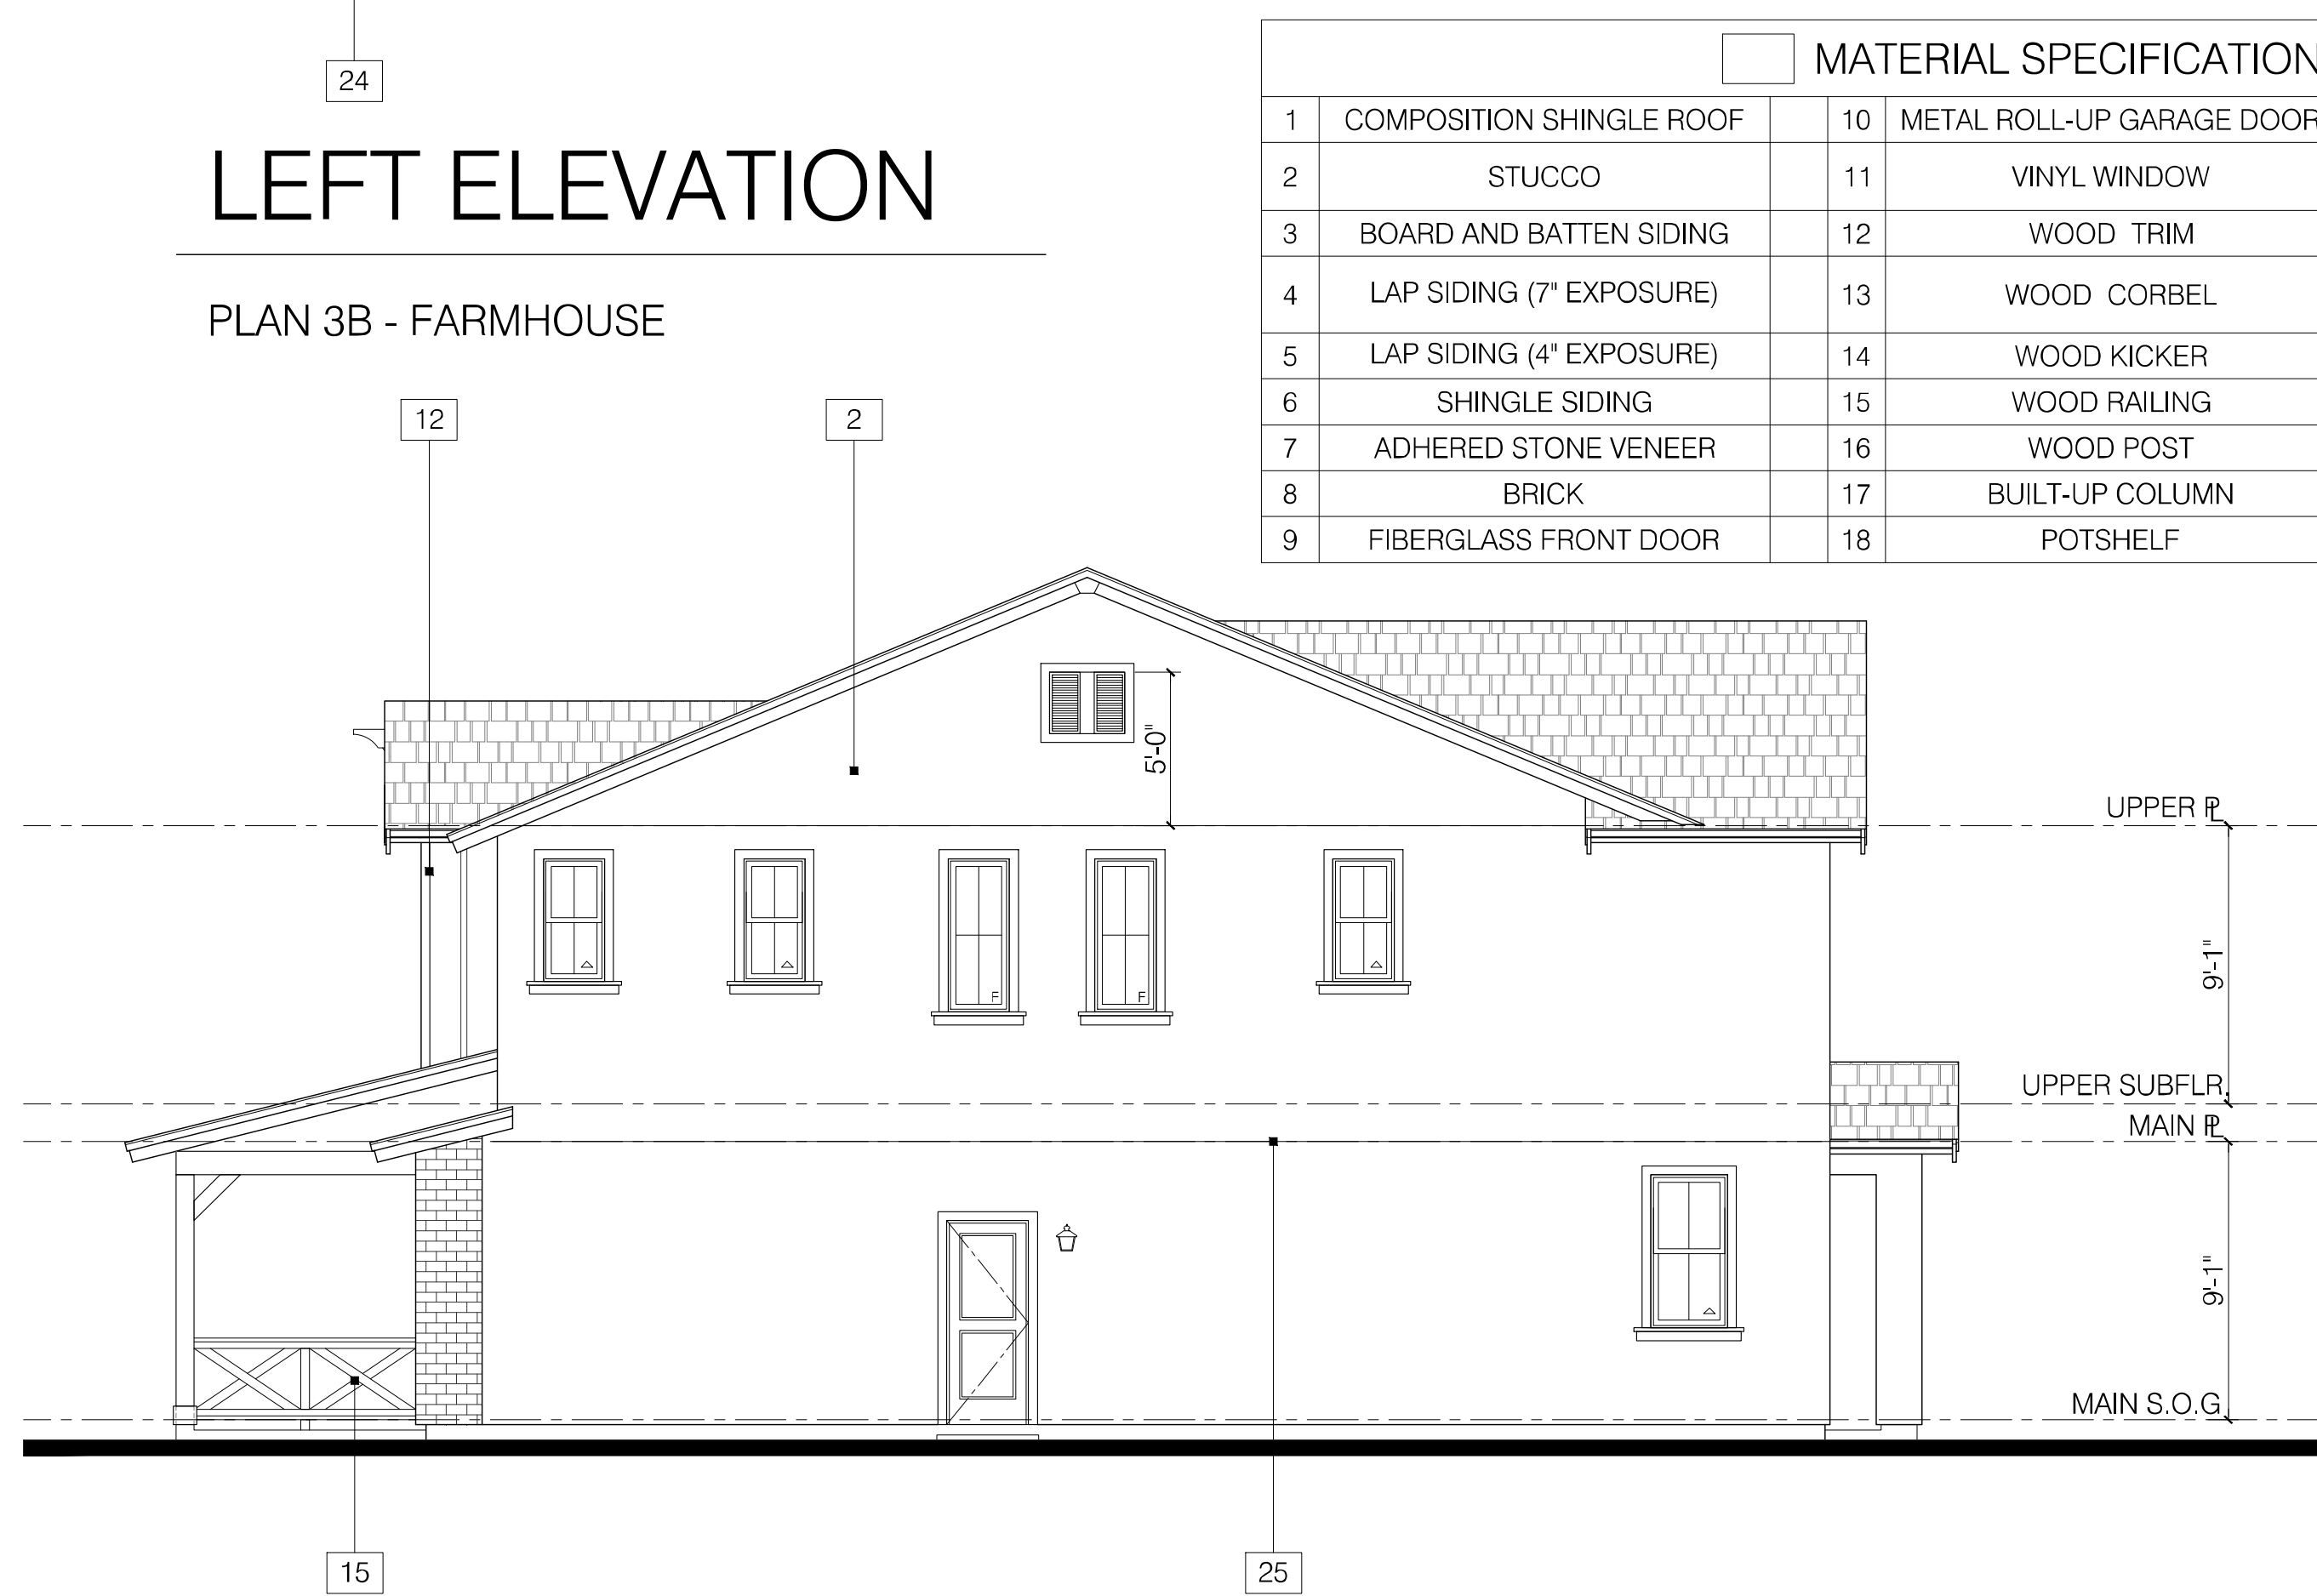 24
LEFT ELEVATION
PLAN 3B - FARMHOUSE
MATERIAL SPECIFICATION
1 COMPOSITION SHINGLE ROOF 10 METAL ROLL-UP GARAGE DOOR
2 STUCCO 11 VINYL WINDOW
3 BOARD AND BATTEN SIDING 12 WOOD TRIM
4 LAP SIDING (7" EXPOSURE) 13 WOOD CORBEL
5 LAP SIDING (4" EXPOSURE) 14 WOOD KICKER
6 SHINGLE SIDING 15 WOOD RAILING
7 ADHERED STONE VENEER 16 WOOD POST
8 BRICK 17 BUILT-UP COLUMN
9 FIBERGLASS FRONT DOOR 18 POTSHELF
12 2
5'-0"
UPPER PL
9'-1"
F F
UPPER SUBFLR.
MAIN PL
9'-1"
MAIN S.O.G.
15 25